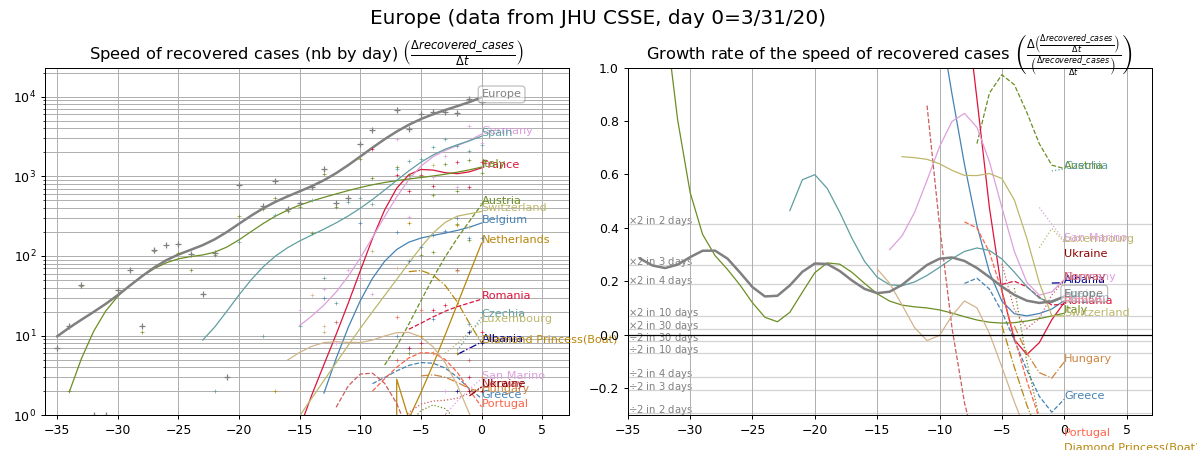 Europe (data from JHU CSSE, day 0=3/31/20)
Speed of recovered cases (nb by day) (Δrecovered_cases/Δt)
10^4
10^3
10^2
10^1
10^0
−35 −30 −25 −20 −15 −10 −5 0 5
Europe
Germany
Spain
France
Austria
Switzerland
Belgium
Netherlands
Romania
Czechia
Luxembourg
Albania
Diamond Princess(Boat)
San Marino
Ukraine
Hungary
Greece
Portugal
Growth rate of the speed of recovered cases (Δ(Δrecovered_cases/Δt)/Δt/(Δrecovered_cases/Δt))
1.0
0.8
0.6
0.4
0.2
0.0
−0.2
−35 −30 −25 −20 −15 −10 −5 0 5
×2 in 2 days
×2 in 3 days
×2 in 4 days
×2 in 10 days
×2 in 30 days
÷2 in 30 days
÷2 in 10 days
÷2 in 4 days
÷2 in 3 days
÷2 in 2 days
Austria
San Marino
Luxembourg
Ukraine
Norway
Albania
Europe
Romania
Italy
Switzerland
Hungary
Greece
Portugal
Diamond Princess(Boat)